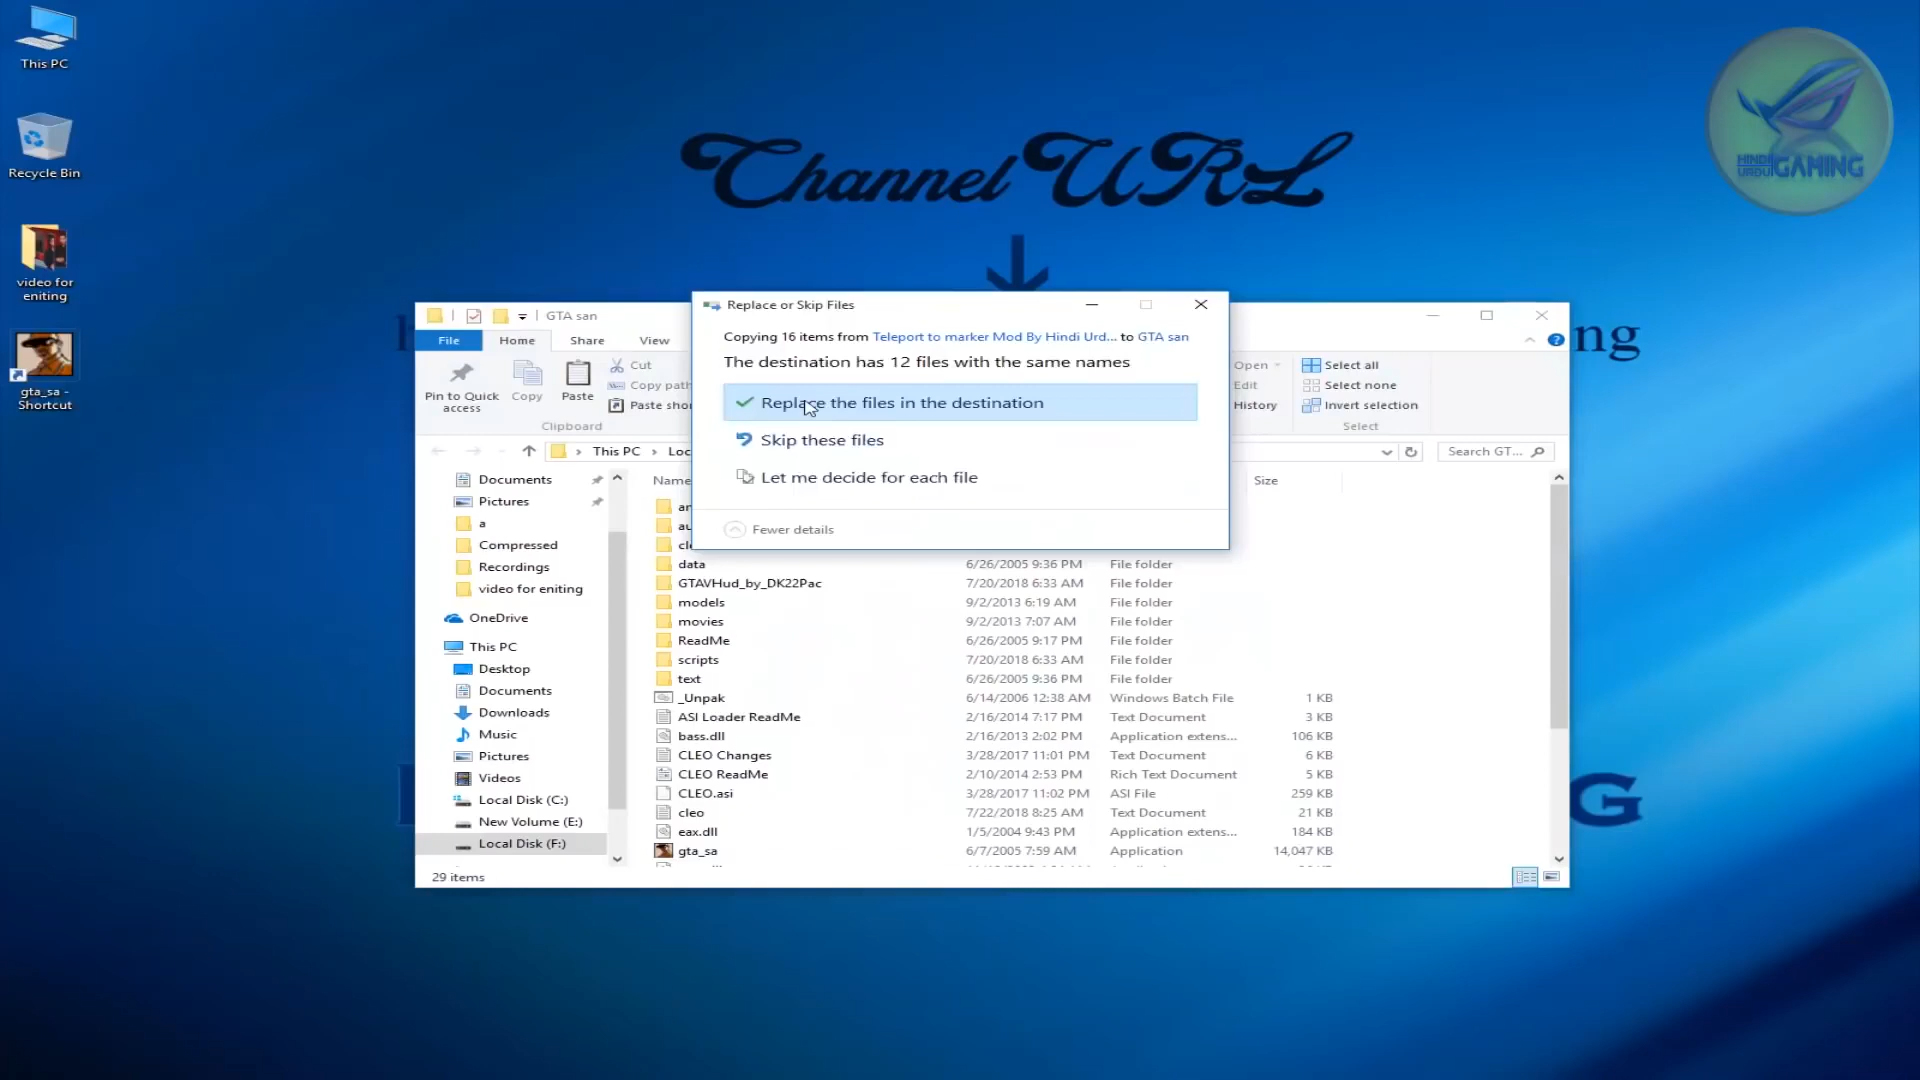 This PC
Recycle Bin
video for
eniting
gta_sa -
Shortcut
Channel URL
HINDI
URDU GAMING
ng
G
GTA san
File
Home
Share
View
Pin to Quick
access
Copy
Paste
Cut
Copy path
Clipboard
Open
Edit
History
Select all
Select none
Invert selection
Select
Replace or Skip Files
Copying 16 items from Teleport to marker Mod By Hindi Urd... to GTA san
The destination has 12 files with the same names
Replace the files in the destination
Skip these files
Let me decide for each file
Fewer details
This PC
Search GT...
Documents
Pictures
a
Compressed
Recordings
video for eniting
OneDrive
This PC
Desktop
Documents
Downloads
Music
Pictures
Videos
Local Disk (C:)
New Volume (E:)
Local Disk (F:)
Name
Size
data 6/26/2005 9:36 PM File folder
GTAVHud_by_DK22Pac 7/20/2018 6:33 AM File folder
models 9/2/2013 6:19 AM File folder
movies 9/2/2013 7:07 AM File folder
ReadMe 6/26/2005 9:17 PM File folder
scripts 7/20/2018 6:33 AM File folder
text 6/26/2005 9:36 PM File folder
_Unpak 6/14/2006 12:38 AM Windows Batch File 1 KB
ASI Loader ReadMe 2/16/2014 7:17 PM Text Document 3 KB
bass.dll 2/16/2013 2:02 PM Application extens... 106 KB
CLEO Changes 3/28/2017 11:01 PM Text Document 6 KB
CLEO ReadMe 2/10/2014 2:53 PM Rich Text Document 5 KB
CLEO.asi 3/28/2017 11:02 PM ASI File 259 KB
cleo 7/22/2018 8:25 AM Text Document 21 KB
eax.dll 1/5/2004 9:43 PM Application extens... 184 KB
gta_sa 6/7/2005 7:59 AM Application 14,047 KB
29 items